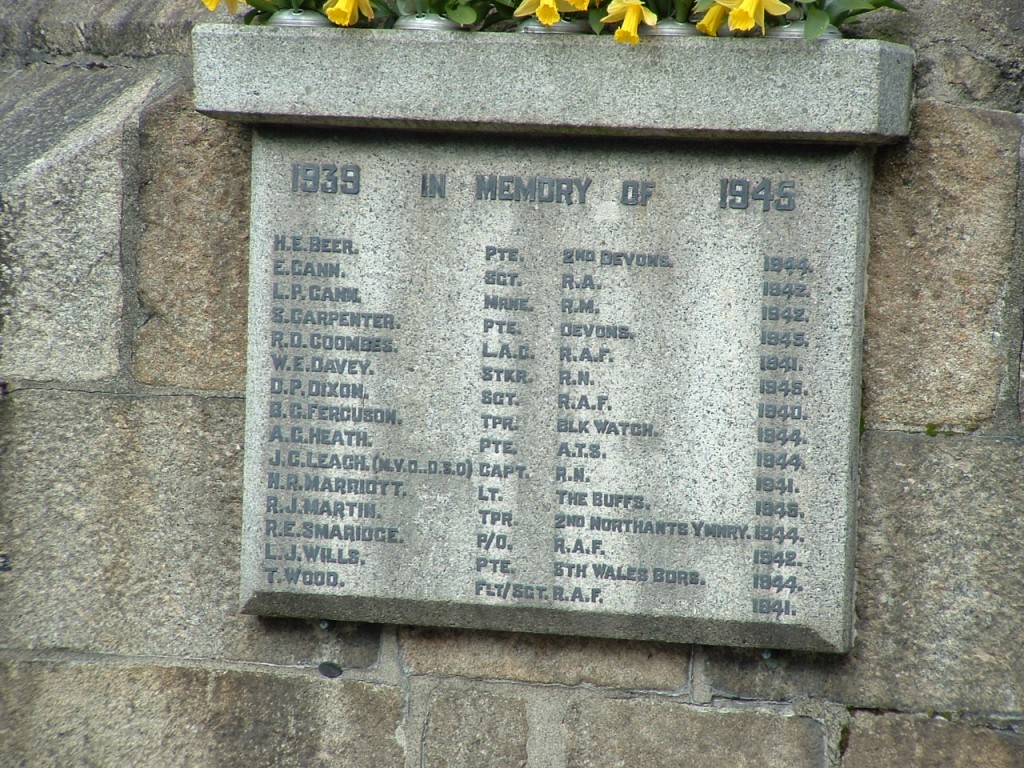 1939 IN MEMORY OF 1945
H.E.BEER. PTE. 2ND DEVONS. 1944.
E.CANN. SGT. R.A. 1942.
L.P.CANN. MRNE. R.M. 1942.
S.CARPENTER. PTE. DEVONS. 1945.
R.D.COOMBES. L.A.C. R.A.F. 1941.
W.E.DAVEY. STKR. R.N. 1945.
D.P.DIXON. SGT. R.A.F. 1940.
B.G.FERGUSON. TPR. BLK WATCH. 1944.
A.G.HEATH. PTE. A.T.S. 1944.
J.C.LEACH.(M.V.O..D.S.O) CAPT. R.N. 1941.
H.R.MARRIOTT. LT. THE BUFFS. 1945.
R.J.MARTIN. TPR. 2ND NORTHANTS YMNRY. 1944.
R.E.SMARIDGE. P/O. R.A.F. 1942.
L.J.WILLS. PTE. 5TH WALES BDRS. 1944.
T.WOOD. FLT/SGT. R.A.F. 1941.